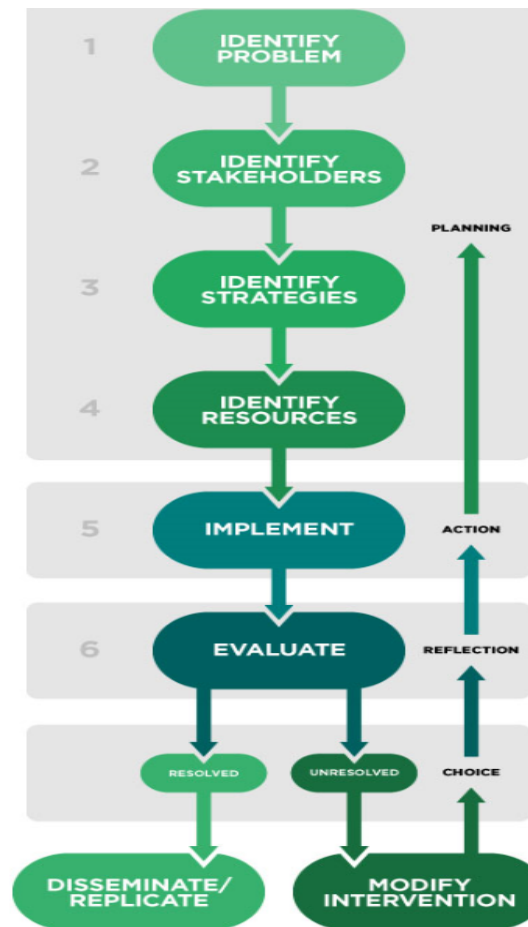 1
IDENTIFY
PROBLEM
2
IDENTIFY
STAKEHOLDERS
PLANNING
3
IDENTIFY
STRATEGIES
4
IDENTIFY
RESOURCES
5
IMPLEMENT
ACTION
6
EVALUATE
REFLECTION
RESOLVED
UNRESOLVED
CHOICE
DISSEMINATE/
REPLICATE
MODIFY
INTERVENTION